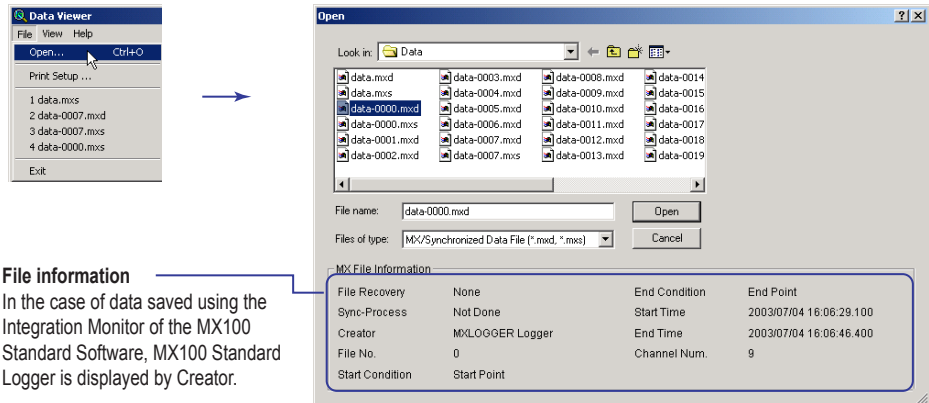 Data Viewer
File View Help
Open... Ctrl+O
Print Setup ...
1 data.mxs
2 data-0007.mxd
3 data-0007.mxs
4 data-0000.mxs
Exit
Open
Look in: Data
data.mxd data-0003.mxd data-0008.mxd data-0014
data.mxs data-0004.mxd data-0009.mxd data-0015
data-0000.mxd data-0005.mxd data-0010.mxd data-0016
data-0000.mxs data-0006.mxd data-0011.mxd data-0017
data-0001.mxd data-0007.mxd data-0012.mxd data-0018
data-0002.mxd data-0007.mxs data-0013.mxd data-0019
File name: data-0000.mxd Open
Files of type: MX/Synchronized Data File (*.mxd, *.mxs) Cancel
MX File Information
File Recovery None End Condition End Point
Sync-Process Not Done Start Time 2003/07/04 16:06:29.100
Creator MXLOGGER Logger End Time 2003/07/04 16:06:46.400
File No. 0 Channel Num. 9
Start Condition Start Point
File information
In the case of data saved using the
Integration Monitor of the MX100
Standard Software, MX100 Standard
Logger is displayed by Creator.